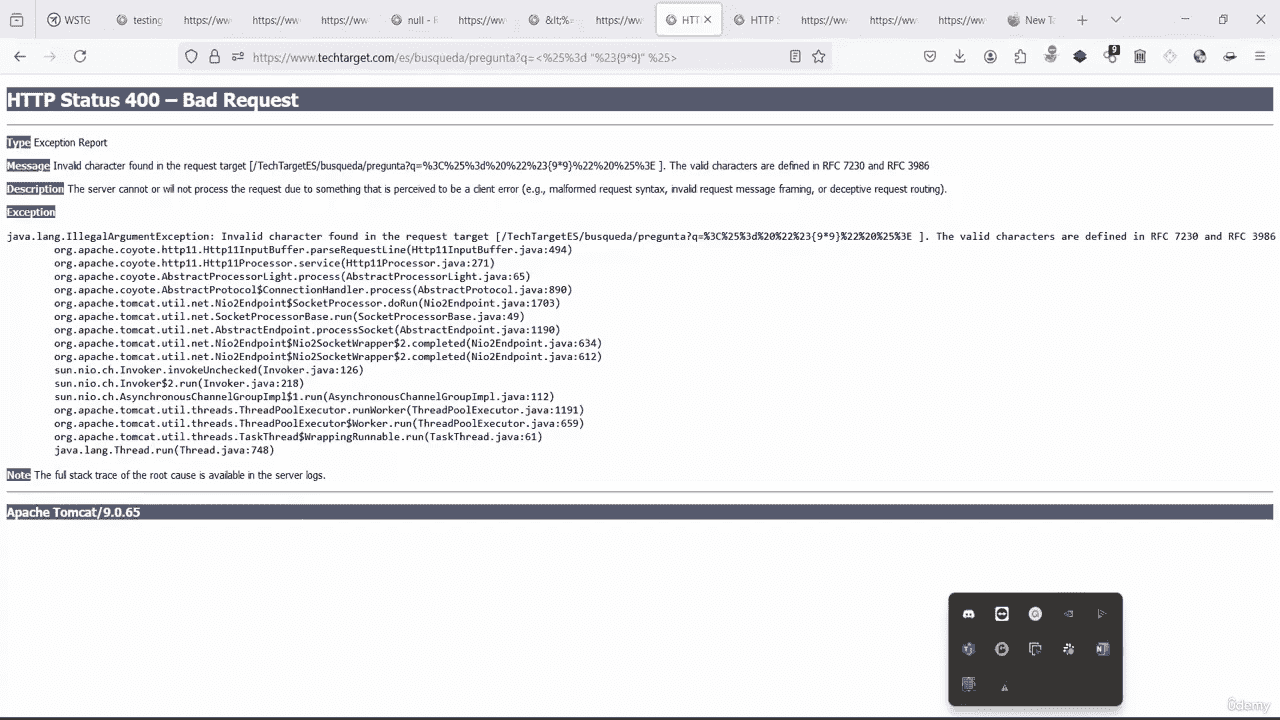 WSTG
testing
https://ww
https://ww
https://ww
null - F
https://ww
&lt;%=
https://ww
HTT
HTTP S
https://ww
https://ww
https://ww
New T
https://www.techtarget.com/es/busqueda/pregunta?q=<%25%3d "%23{9*9}" %25>
9
HTTP Status 400 – Bad Request
Type Exception Report
Message Invalid character found in the request target [/TechTargetES/busqueda/pregunta?q=%3C%25%3d%20%22%23{9*9}%22%20%25%3E ]. The valid characters are defined in RFC 7230 and RFC 3986
Description The server cannot or will not process the request due to something that is perceived to be a client error (e.g., malformed request syntax, invalid request message framing, or deceptive request routing).
Exception
java.lang.IllegalArgumentException: Invalid character found in the request target [/TechTargetES/busqueda/pregunta?q=%3C%25%3d%20%22%23{9*9}%22%20%25%3E ]. The valid characters are defined in RFC 7230 and RFC 3986
org.apache.coyote.http11.Http11InputBuffer.parseRequestLine(Http11InputBuffer.java:494)
org.apache.coyote.http11.Http11Processor.service(Http11Processor.java:271)
org.apache.coyote.AbstractProcessorLight.process(AbstractProcessorLight.java:65)
org.apache.coyote.AbstractProtocol$ConnectionHandler.process(AbstractProtocol.java:890)
org.apache.tomcat.util.net.Nio2Endpoint$SocketProcessor.doRun(Nio2Endpoint.java:1703)
org.apache.tomcat.util.net.SocketProcessorBase.run(SocketProcessorBase.java:49)
org.apache.tomcat.util.net.AbstractEndpoint.processSocket(AbstractEndpoint.java:1190)
org.apache.tomcat.util.net.Nio2Endpoint$Nio2SocketWrapper$2.completed(Nio2Endpoint.java:634)
org.apache.tomcat.util.net.Nio2Endpoint$Nio2SocketWrapper$2.completed(Nio2Endpoint.java:612)
sun.nio.ch.Invoker.invokeUnchecked(Invoker.java:126)
sun.nio.ch.Invoker$2.run(Invoker.java:218)
sun.nio.ch.AsynchronousChannelGroupImpl$1.run(AsynchronousChannelGroupImpl.java:112)
org.apache.tomcat.util.threads.ThreadPoolExecutor.runWorker(ThreadPoolExecutor.java:1191)
org.apache.tomcat.util.threads.ThreadPoolExecutor$Worker.run(ThreadPoolExecutor.java:659)
org.apache.tomcat.util.threads.TaskThread$WrappingRunnable.run(TaskThread.java:61)
java.lang.Thread.run(Thread.java:748)
Note The full stack trace of the root cause is available in the server logs.
Apache Tomcat/9.0.65
ûdemy